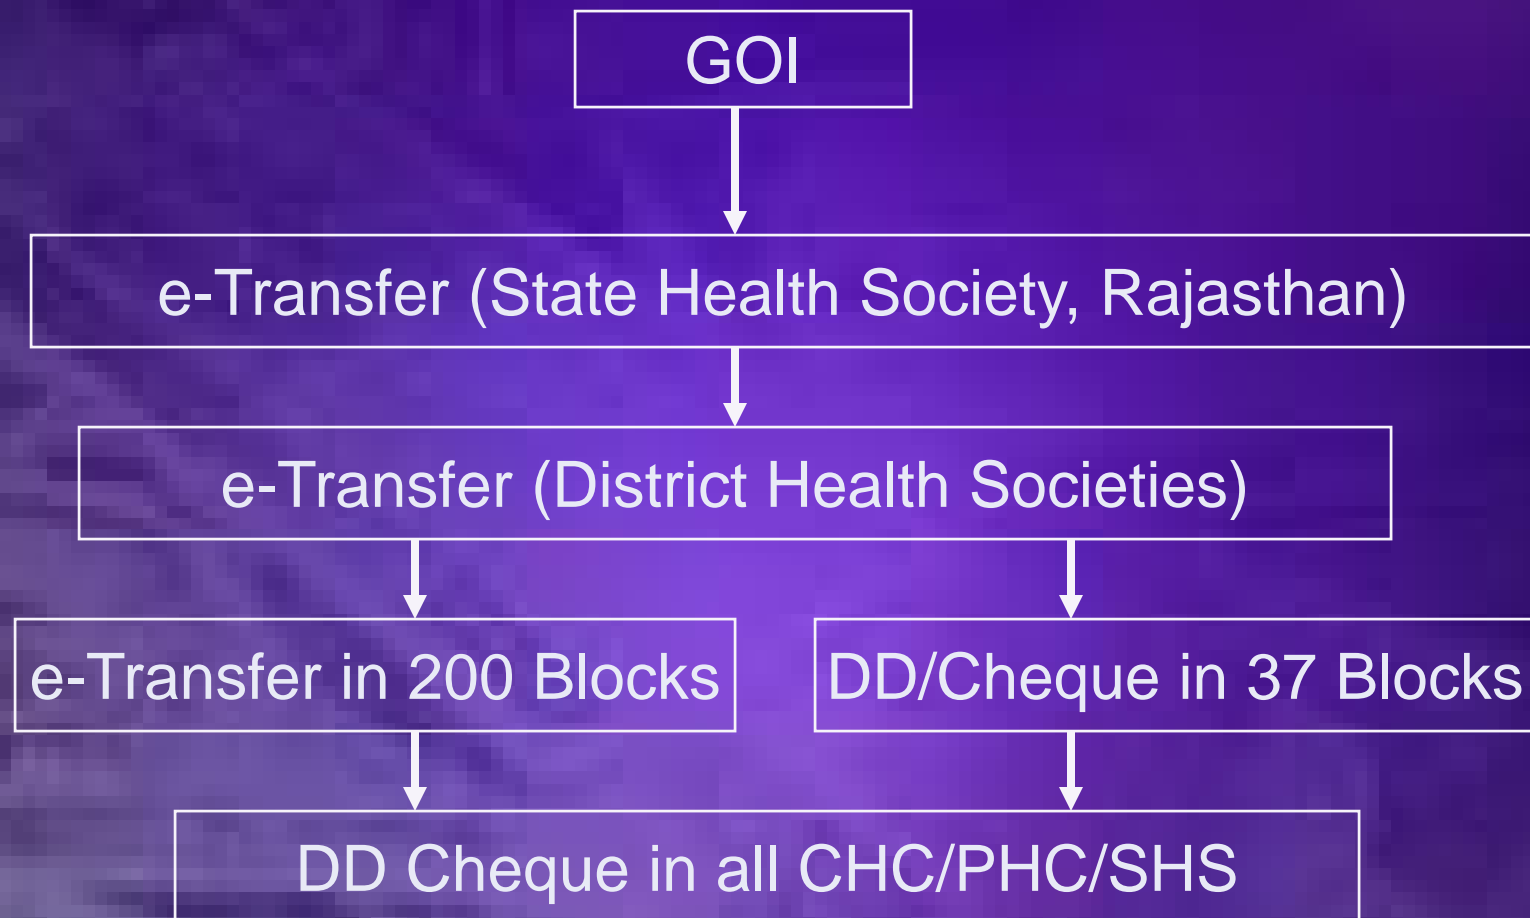 GOI
e-Transfer (State Health Society, Rajasthan)
e-Transfer (District Health Societies)
e-Transfer in 200 Blocks
DD/Cheque in 37 Blocks
DD Cheque in all CHC/PHC/SHS